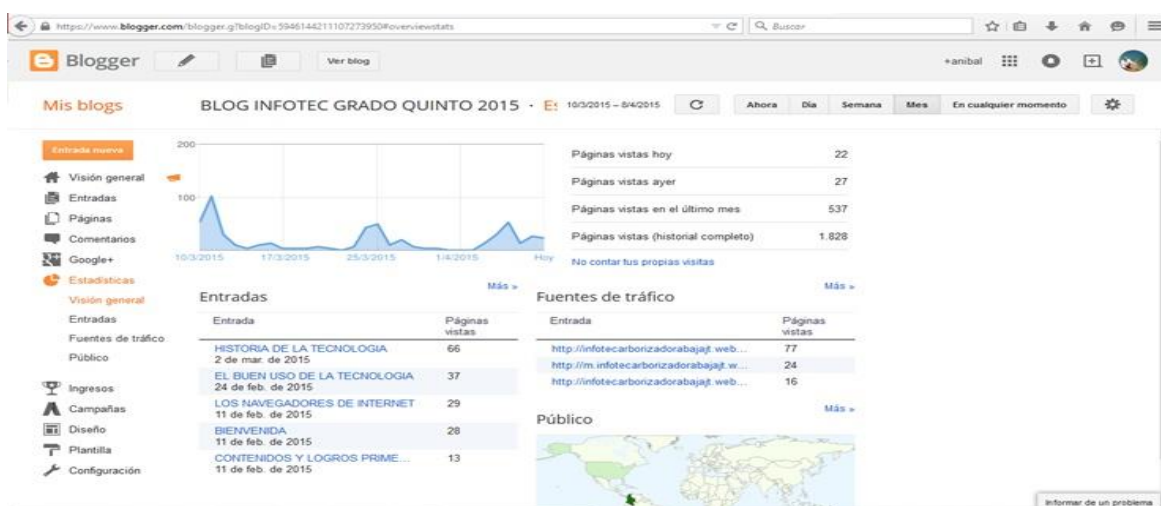 https://www.blogger.com/blogger.g?blogID=5946144211107273950#overviewstats
Buscar
Blogger
Ver blog
+anibal
Mis blogs
BLOG INFOTEC GRADO QUINTO 2015 · Es
10/3/2015 – 8/4/2015
Ahora Día Semana Mes En cualquier momento
Entrada nueva
Visión general
Entradas
Páginas
Comentarios
Google+
Estadísticas
Visión general
Entradas
Fuentes de tráfico
Público
Ingresos
Campañas
Diseño
Plantilla
Configuración
200
100
10/3/2015 17/3/2015 25/3/2015 1/4/2015 Hoy
Páginas vistas hoy 22
Páginas vistas ayer 27
Páginas vistas en el último mes 537
Páginas vistas (historial completo) 1.828
No contar tus propias visitas
Más »
Entradas
Entrada Páginas vistas
HISTORIA DE LA TECNOLOGIA 66
2 de mar. de 2015
EL BUEN USO DE LA TECNOLOGIA 37
24 de feb. de 2015
LOS NAVEGADORES DE INTERNET 29
11 de feb. de 2015
BIENVENIDA 28
11 de feb. de 2015
CONTENIDOS Y LOGROS PRIME... 13
11 de feb. de 2015
Más »
Fuentes de tráfico
Entrada Páginas vistas
http://infotecarborizadorabajajt.web... 77
http://m.infotecarborizadorabajajt.w... 24
http://infotecarborizadorabajajt.web... 16
Más »
Público
Informar de un problema